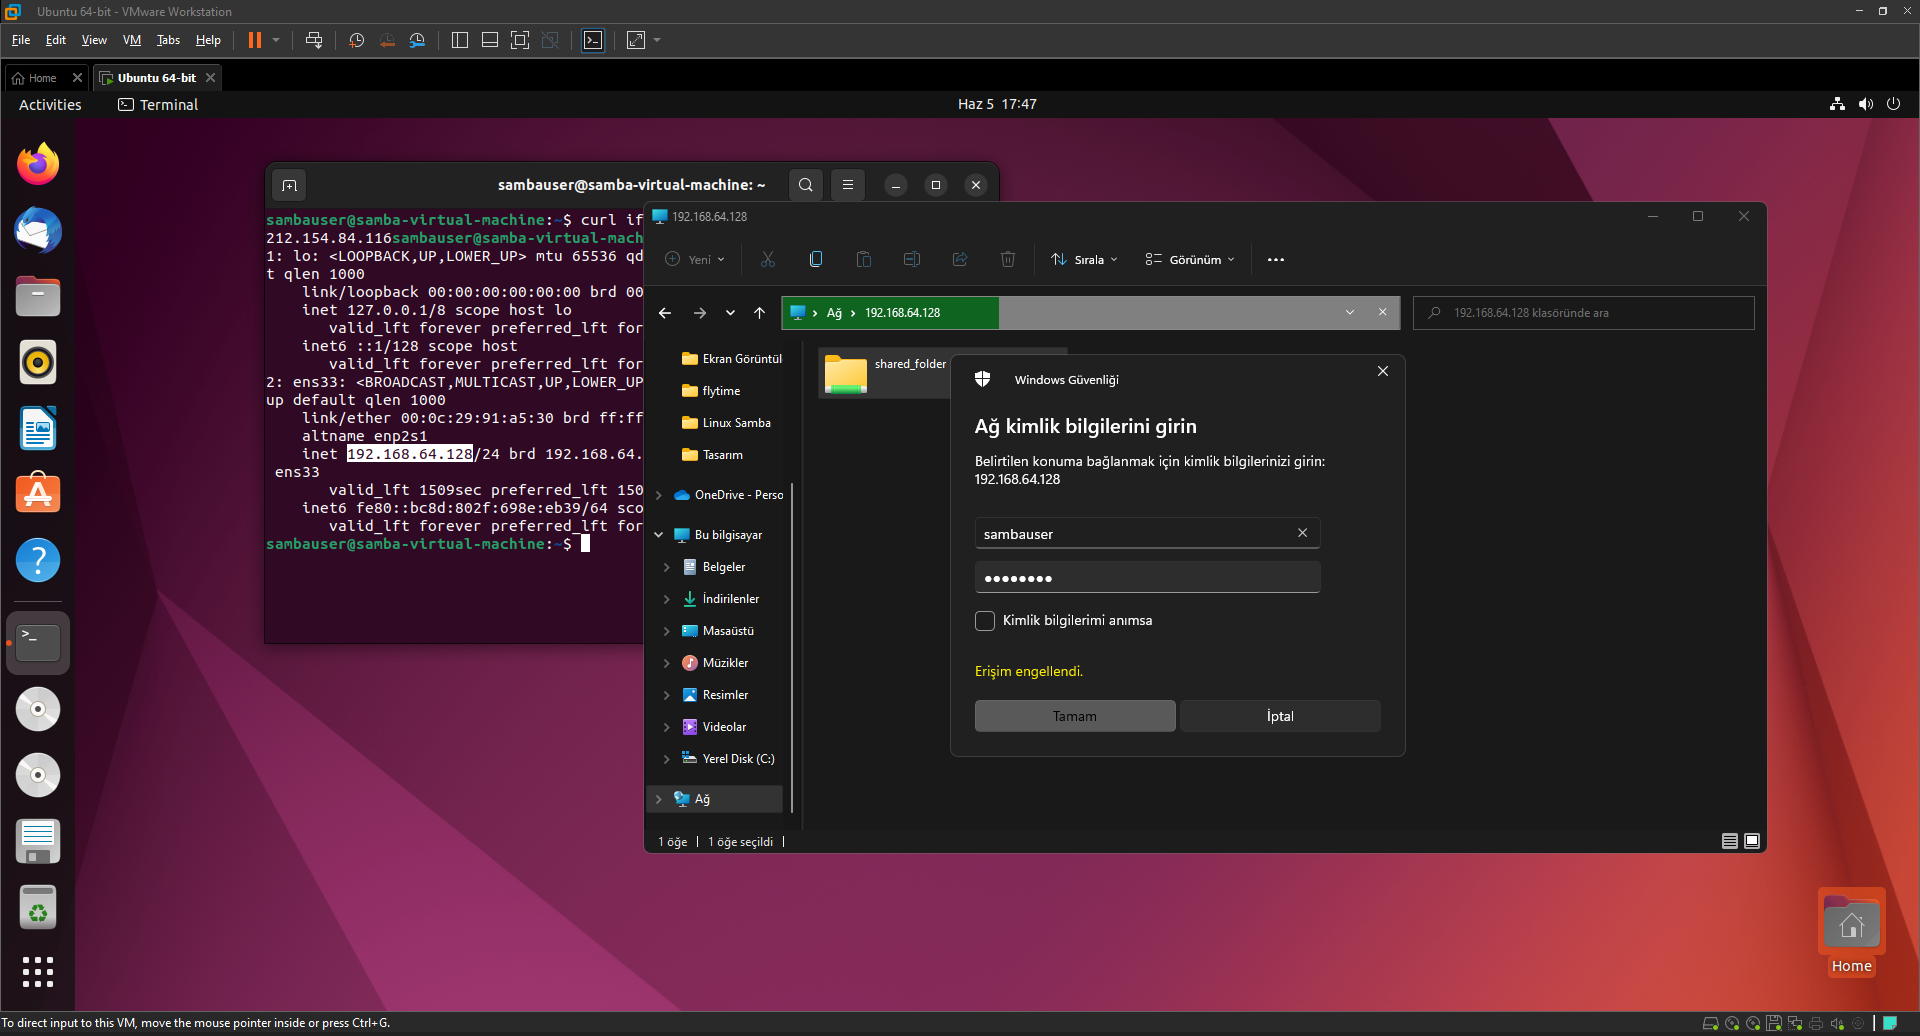 Ubuntu 64-bit - VMware Workstation
File Edit View VM Tabs Help
Home
Ubuntu 64-bit
Activities
Terminal
Haz 5 17:47
sambauser@samba-virtual-machine: ~
sambauser@samba-virtual-machine:~$ curl if
212.154.84.116sambauser@samba-virtual-mach
1: lo: <LOOPBACK,UP,LOWER_UP> mtu 65536 qd
t qlen 1000
link/loopback 00:00:00:00:00:00 brd 00
inet 127.0.0.1/8 scope host lo
valid_lft forever preferred_lft for
inet6 ::1/128 scope host
valid_lft forever preferred_lft for
2: ens33: <BROADCAST,MULTICAST,UP,LOWER_UP
up default qlen 1000
link/ether 00:0c:29:91:a5:30 brd ff:ff
altname enp2s1
inet 192.168.64.128/24 brd 192.168.64.
ens33
valid_lft 1509sec preferred_lft 150
inet6 fe80::bc8d:802f:698e:eb39/64 sco
valid_lft forever preferred_lft for
sambauser@samba-virtual-machine:~$
192.168.64.128
Yeni
Sırala
Görünüm
Ağ > 192.168.64.128
192.168.64.128 klasöründe ara
Ekran Görüntül
flytime
Linux Samba
Tasarım
OneDrive - Perso
Bu bilgisayar
Belgeler
İndirilenler
Masaüstü
Müzikler
Resimler
Videolar
Yerel Disk (C:)
Ağ
shared_folder
1 öğe
1 öğe seçildi
Windows Güvenliği
Ağ kimlik bilgilerini girin
Belirtilen konuma bağlanmak için kimlik bilgilerinizi girin:
192.168.64.128
sambauser
●●●●●●●●
Kimlik bilgilerimi anımsa
Erişim engellendi.
Tamam
İptal
Home
To direct input to this VM, move the mouse pointer inside or press Ctrl+G.